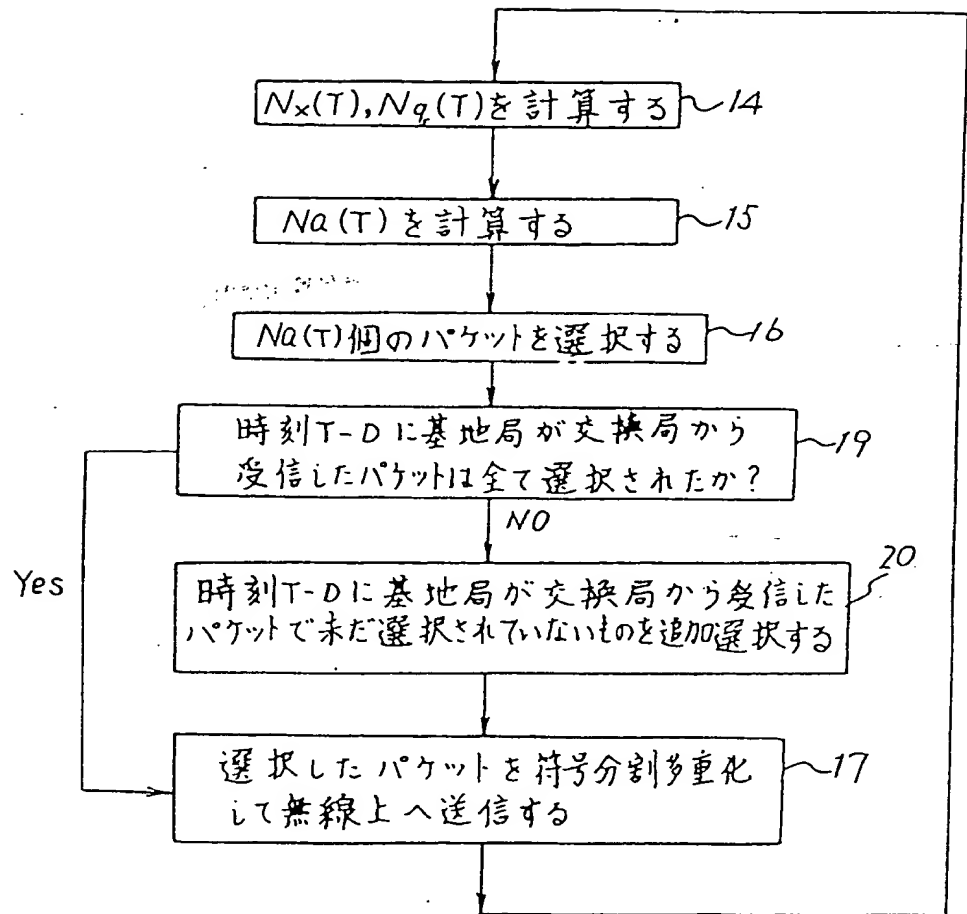 Nx(T), Nq(T)を計算する
14
Na(T)を計算する
15
Na(T)個のパケットを選択する
16
時刻T-Dに基地局が交換局から
受信したパケットは全て選択されたか?
19
NO
Yes
20
時刻T-Dに基地局が交換局から受信した
パケットで未だ選択されていないものを追加選択する
選択したパケットを符号分割多重化
して無線上へ送信する
17